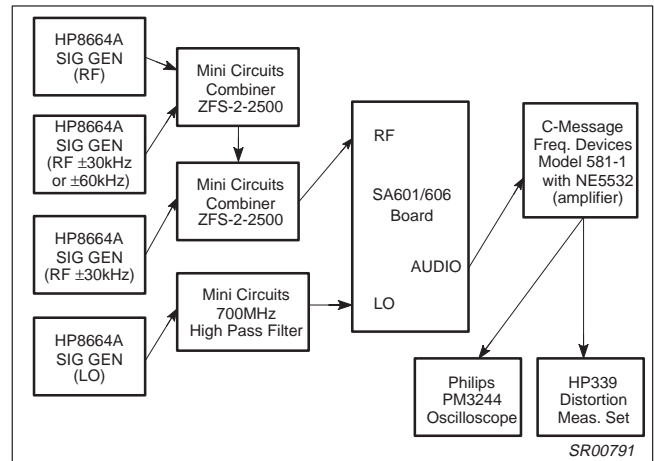 HP8664A
SIG GEN
(RF)
HP8664A
SIG GEN
(RF ±30kHz
or ±60kHz)
HP8664A
SIG GEN
(RF ±30kHz)
HP8664A
SIG GEN
(LO)
Mini Circuits
Combiner
ZFS-2-2500
Mini Circuits
Combiner
ZFS-2-2500
Mini Circuits
700MHz
High Pass Filter
RF
SA601/606
Board
AUDIO
LO
C-Message
Freq. Devices
Model 581-1
with NE5532
(amplifier)
Philips
PM3244
Oscilloscope
HP339
Distortion
Meas. Set
SR00791